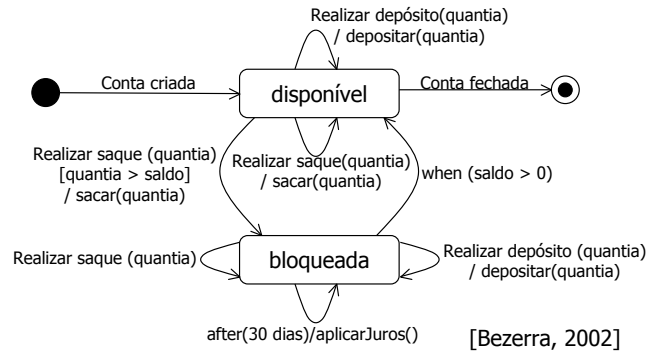 Realizar depósito(quantia)
/ depositar(quantia)
Conta criada
disponível
Conta fechada
Realizar saque (quantia)
[quantia > saldo]
/ sacar(quantia)
Realizar saque(quantia)
/ sacar(quantia)
when (saldo > 0)
Realizar saque (quantia)
bloqueada
Realizar depósito (quantia)
/ depositar(quantia)
after(30 dias)/aplicarJuros()
[Bezerra, 2002]